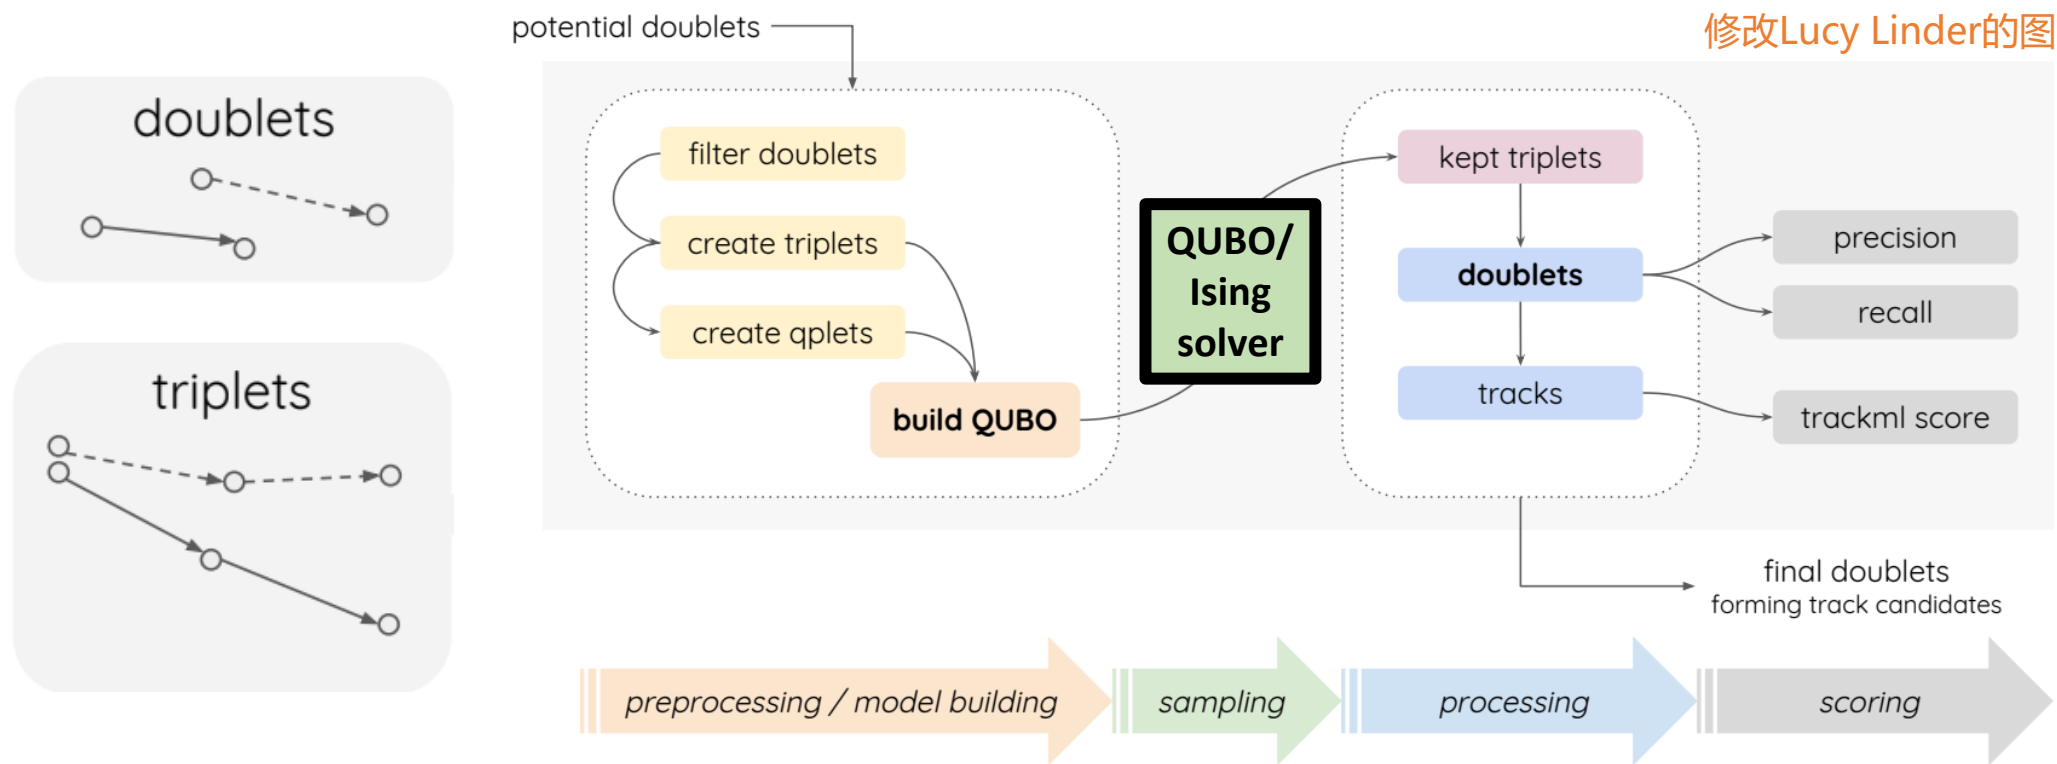 修改Lucy Linder的图
potential doublets
doublets
triplets
filter doublets
create triplets
create qplets
build QUBO
QUBO/
Ising
solver
kept triplets
doublets
tracks
precision
recall
trackml score
final doublets
forming track candidates
preprocessing / model building
sampling
processing
scoring